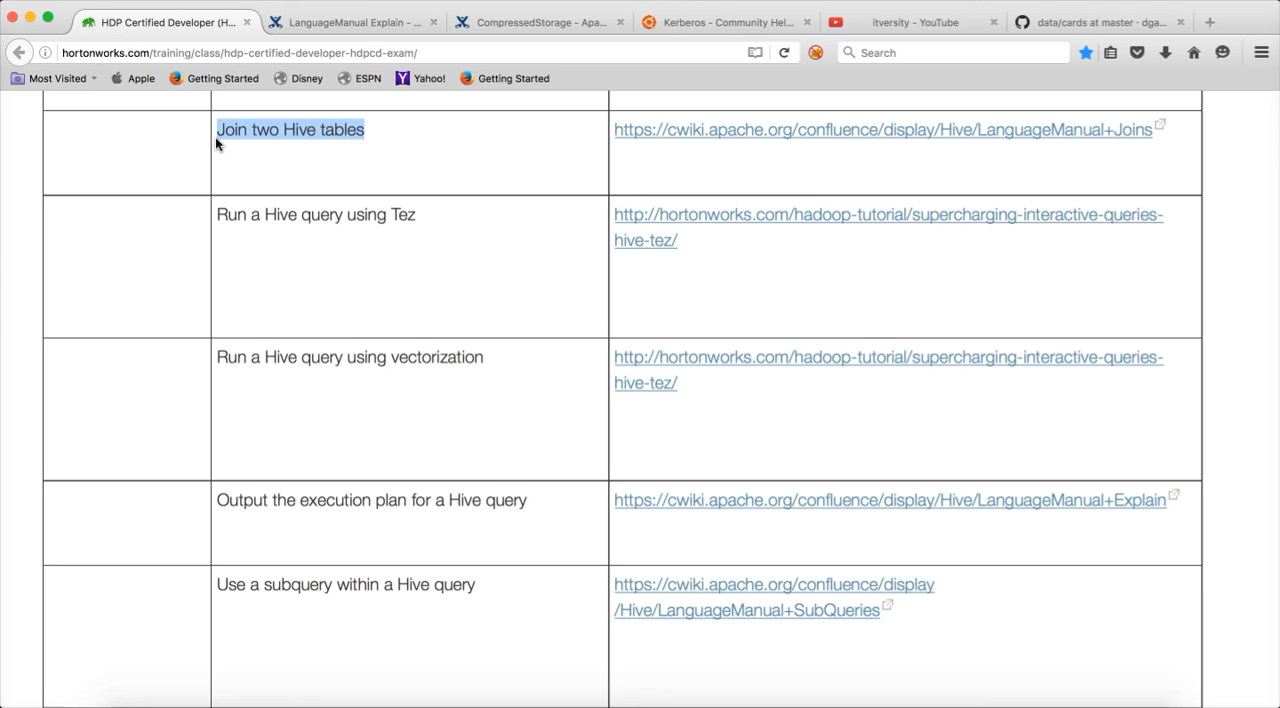 HDP Certified Developer (H...
LanguageManual Explain - ...
CompressedStorage - Apa...
Kerberos - Community Hel...
itversity - YouTube
data/cards at master · dga...
hortonworks.com/training/class/hdp-certified-developer-hdpcd-exam/
Search
Most Visited
Apple
Getting Started
Disney
ESPN
Yahoo!
Getting Started
Join two Hive tables
https://cwiki.apache.org/confluence/display/Hive/LanguageManual+Joins
Run a Hive query using Tez
http://hortonworks.com/hadoop-tutorial/supercharging-interactive-queries-
hive-tez/
Run a Hive query using vectorization
http://hortonworks.com/hadoop-tutorial/supercharging-interactive-queries-
hive-tez/
Output the execution plan for a Hive query
https://cwiki.apache.org/confluence/display/Hive/LanguageManual+Explain
Use a subquery within a Hive query
https://cwiki.apache.org/confluence/display
/Hive/LanguageManual+SubQueries